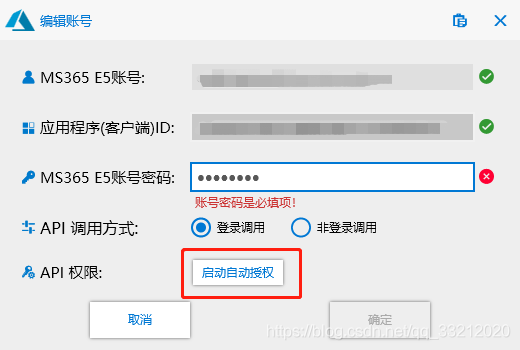 编辑账号
MS365 E5账号:
应用程序(客户端)ID:
MS365 E5账号密码: ●●●●●●●●
账号密码是必填项!
API 调用方式: 登录调用 非登录调用
API 权限: 启动自动授权
取消 确定
https://blog.csdn.net/qq_33212020